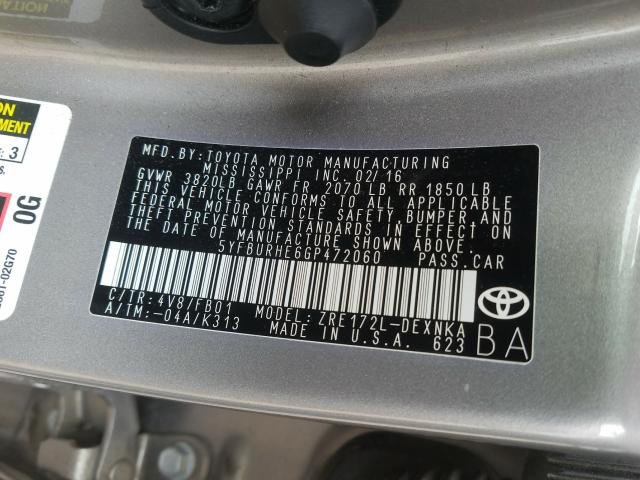 MFD. BY: TOYOTA MOTOR MANUFACTURING
MISSISSIPPI INC. 02/16
GVWR 3820LB GAWR FR 2070 LB RR 1850 LB
THIS VEHICLE CONFORMS TO ALL APPLICABLE
FEDERAL MOTOR VEHICLE SAFETY, BUMPER AND
THEFT PREVENTION STANDARDS IN EFFECT ON
THE DATE OF MANUFACTURE SHOWN ABOVE.
5YFBURHE6GP472060 PASS.CAR
C/TR: 4V8/FB01 MODEL: ZRE172L-DEXNKA
A/TM: -04A/K313 MADE IN U.S.A. 623
BA
TOYOTA
0G
: 3